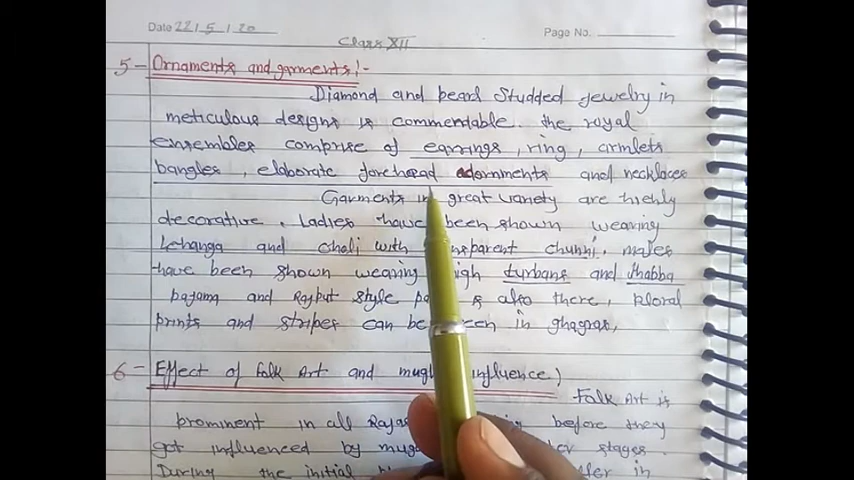 Date 22 / 5 / 20
Page No.
Class XII
5- Ornaments and garments:-
Diamond and beard Studded jewelry in
meticulous designs is commendable. the royal
ensembles comprise of earrings, ring, armlets
bangles, elaborate forehead adornments and necklaces
Garments in great variety are highly
decorative. Ladies have been shown wearing
Lehanga and choli with transparent chunni. males
have been shown wearing high turbans and Jhabba
pajama and Rajput style is also there, floral
prints and stripes can be seen in ghagras,
6- Effect of folk Art and influence)
Folk Art is
prominent in all before they
got influenced by stages.
During the initial in